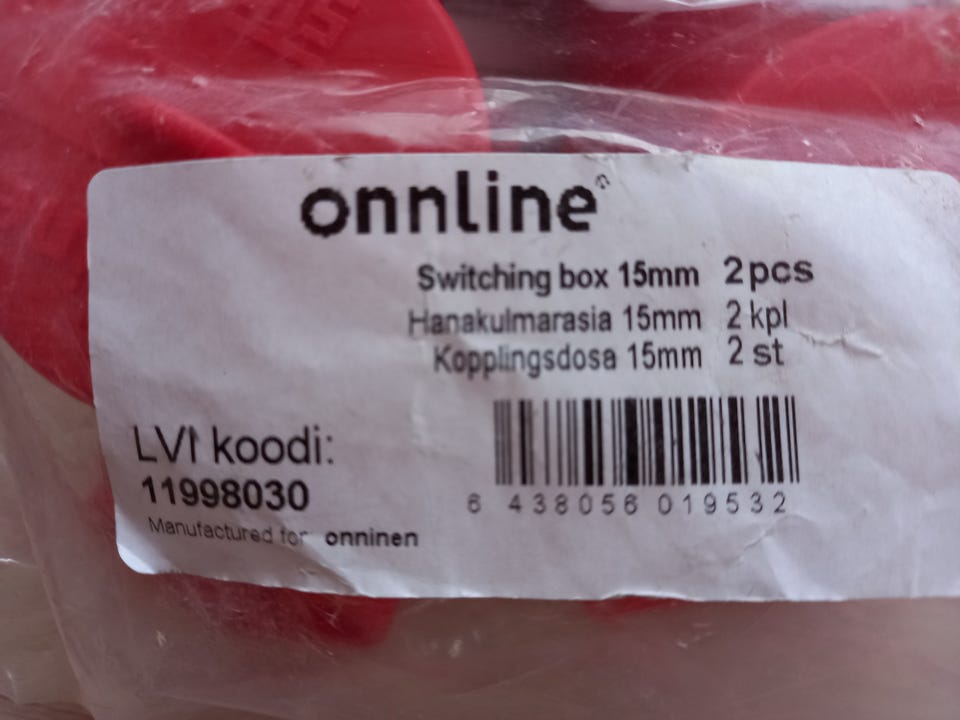 onnline®
Switching box 15mm 2pcs
Hanakulmarasia 15mm 2 kpl
Kopplingsdosa 15mm 2 st
LVI koodi:
11998030
6 438056 019532
Manufactured for onninen